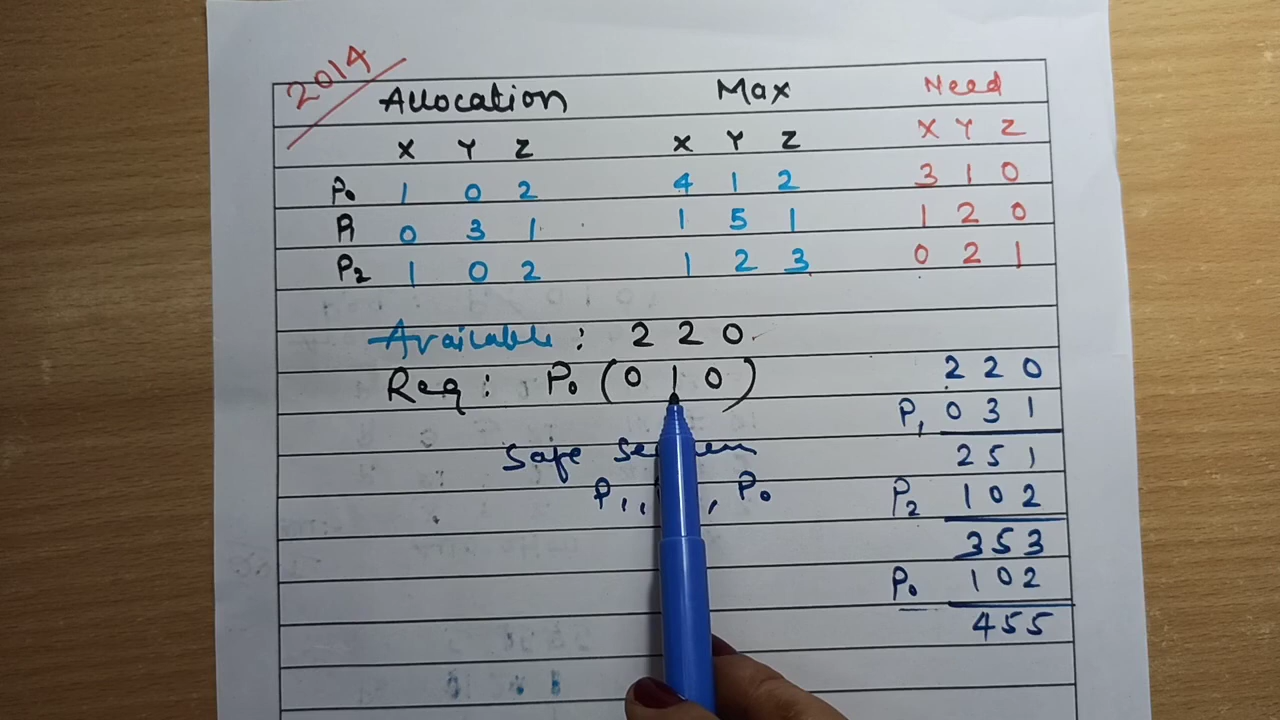 2014
Allocation Max Need
X Y Z X Y Z X Y Z
P0 1 0 2 4 1 2 3 1 0
P1 0 3 1 1 5 1 1 2 0
P2 1 0 2 1 2 3 0 2 1
Available : 2 2 0
Req : P0 ( 0 1 0 )
Safe
P1, , P0
2 2 0
P1 0 3 1
2 5 1
P2 1 0 2
3 5 3
P0 1 0 2
4 5 5